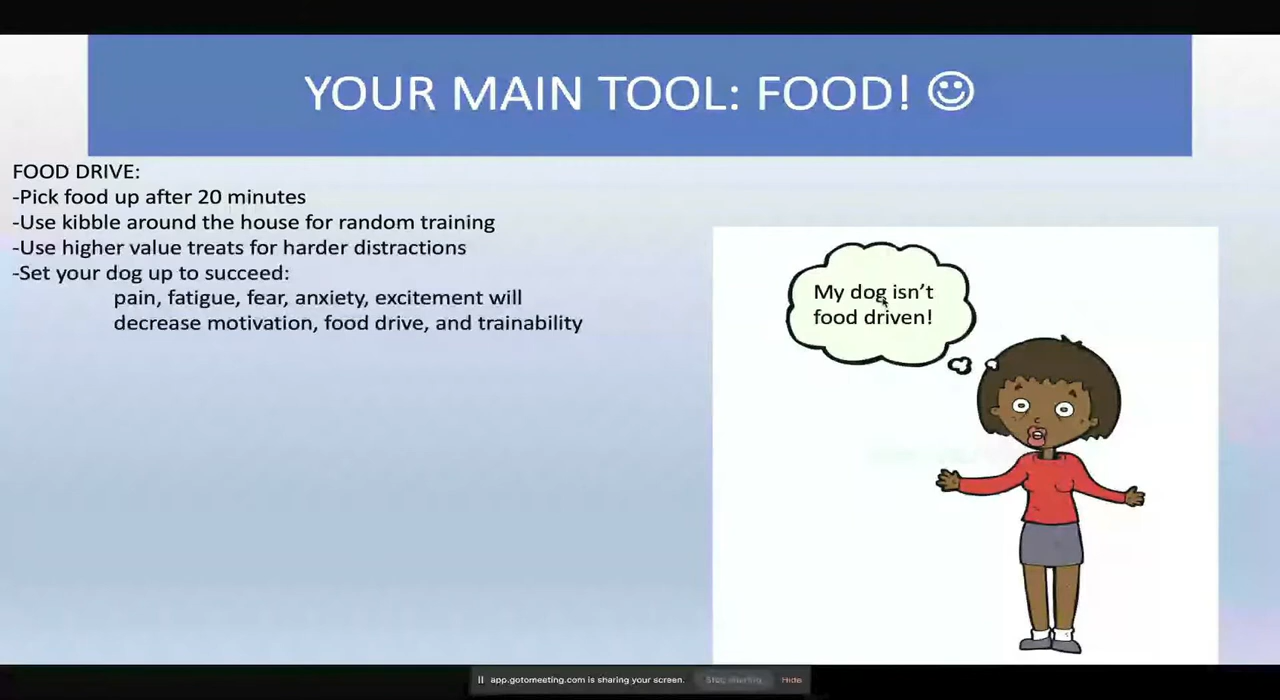 YOUR MAIN TOOL: FOOD! ☺
FOOD DRIVE:
-Pick food up after 20 minutes
-Use kibble around the house for random training
-Use higher value treats for harder distractions
-Set your dog up to succeed:
pain, fatigue, fear, anxiety, excitement will
decrease motivation, food drive, and trainability
My dog isn't
food driven!
app.gotomeeting.com is sharing your screen. Stop sharing Hide